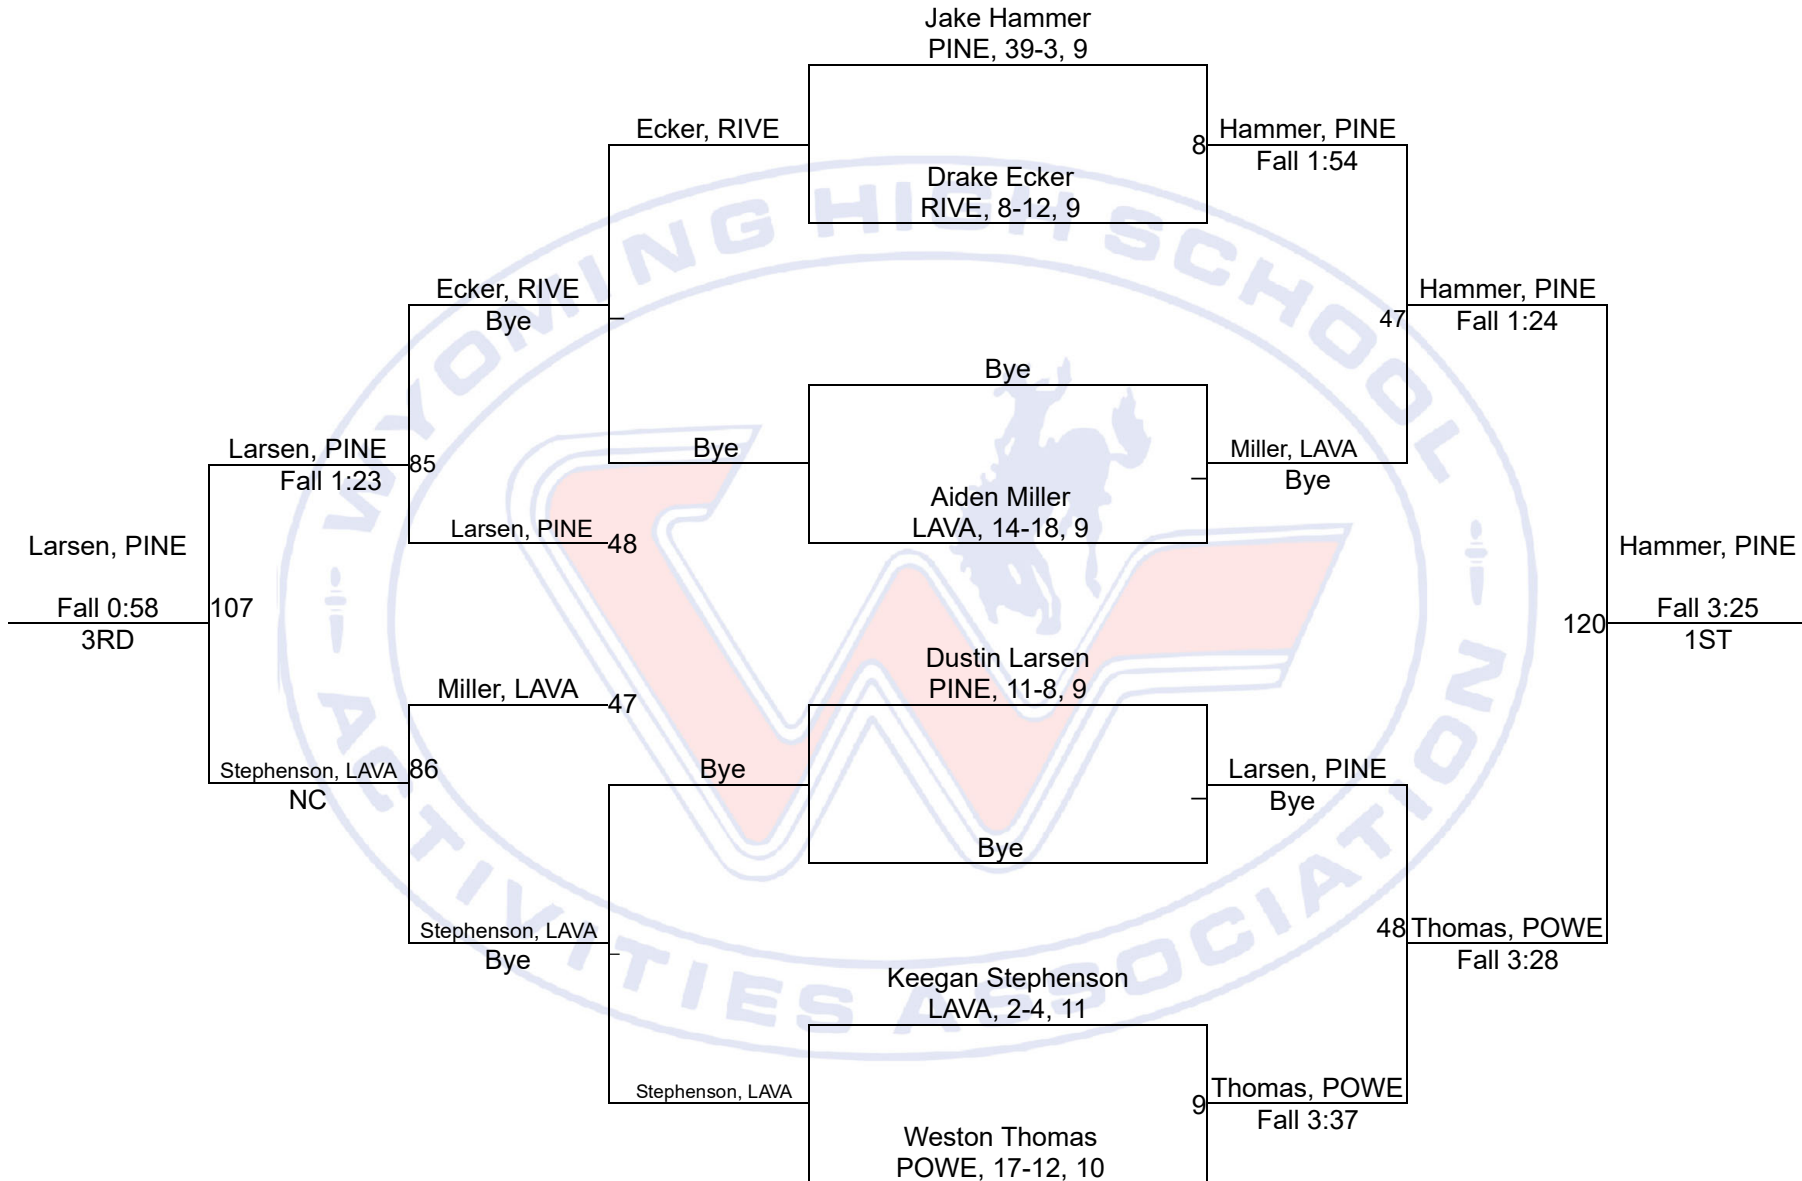 Jake Hammer
PINE, 39-3, 9
Ecker, RIVE
8
Hammer, PINE
Fall 1:54
Drake Ecker
RIVE, 8-12, 9
Ecker, RIVE
Bye
47
Hammer, PINE
Fall 1:24
Bye
Larsen, PINE
Fall 1:23
85
Bye
Miller, LAVA
Bye
Aiden Miller
LAVA, 14-18, 9
Larsen, PINE
48
Larsen, PINE
Fall 0:58
3RD
107
Hammer, PINE
120
Fall 3:25
1ST
Dustin Larsen
PINE, 11-8, 9
Miller, LAVA
47
Stephenson, LAVA
NC
86
Bye
Larsen, PINE
Bye
Bye
Stephenson, LAVA
Bye
48
Thomas, POWE
Fall 3:28
Keegan Stephenson
LAVA, 2-4, 11
Stephenson, LAVA
9
Thomas, POWE
Fall 3:37
Weston Thomas
POWE, 17-12, 10
WYOMING HIGH SCHOOL
ACTIVITIES ASSOCIATION